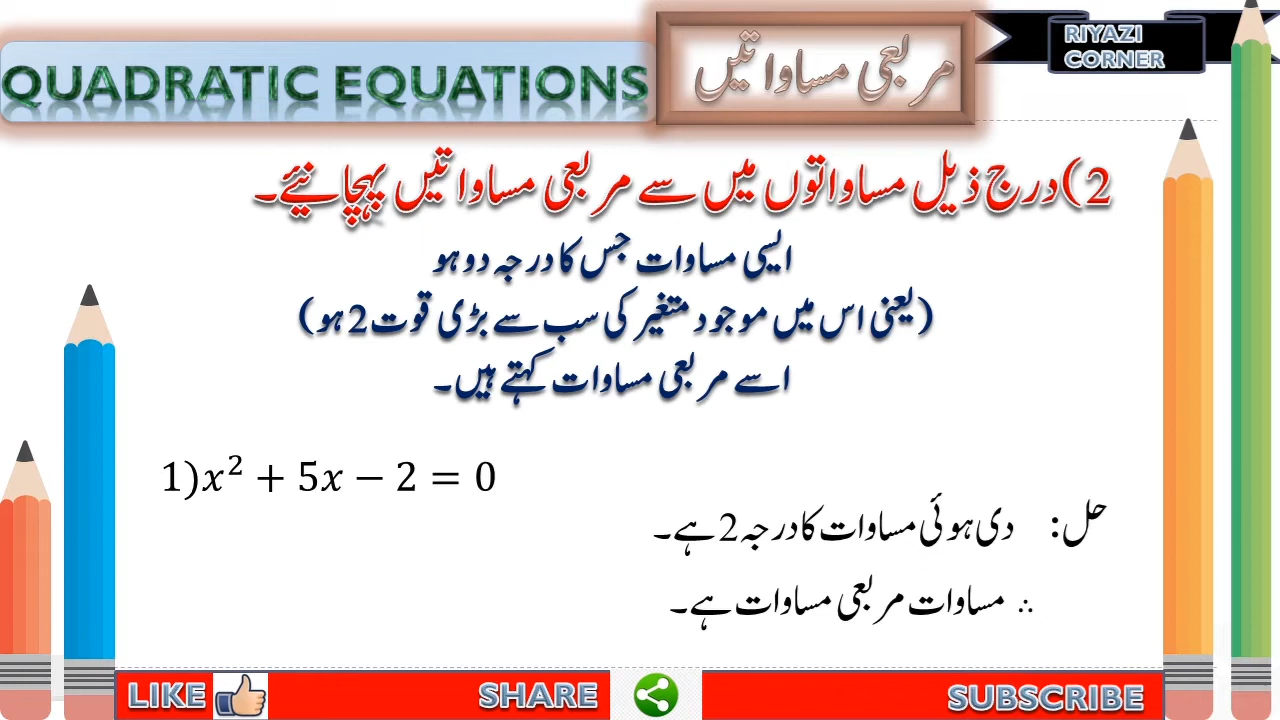 QUADRATIC EQUATIONS
مربعی مساواتیں
RIYAZI
CORNER
2)درج ذیل مساواتوں میں سے مربعی مساواتیں پہچانیئے۔
ایسی مساوات جس کا درجہ دو ہو
(یعنی اس میں موجود متغیر کی سب سے بڑی قوت 2 ہو)
اسے مربعی مساوات کہتے ہیں۔
1)x² + 5x − 2 = 0
حل: دی ہوئی مساوات کا درجہ 2 ہے۔
∴ مساوات مربعی مساوات ہے۔
LIKE
SHARE
SUBSCRIBE